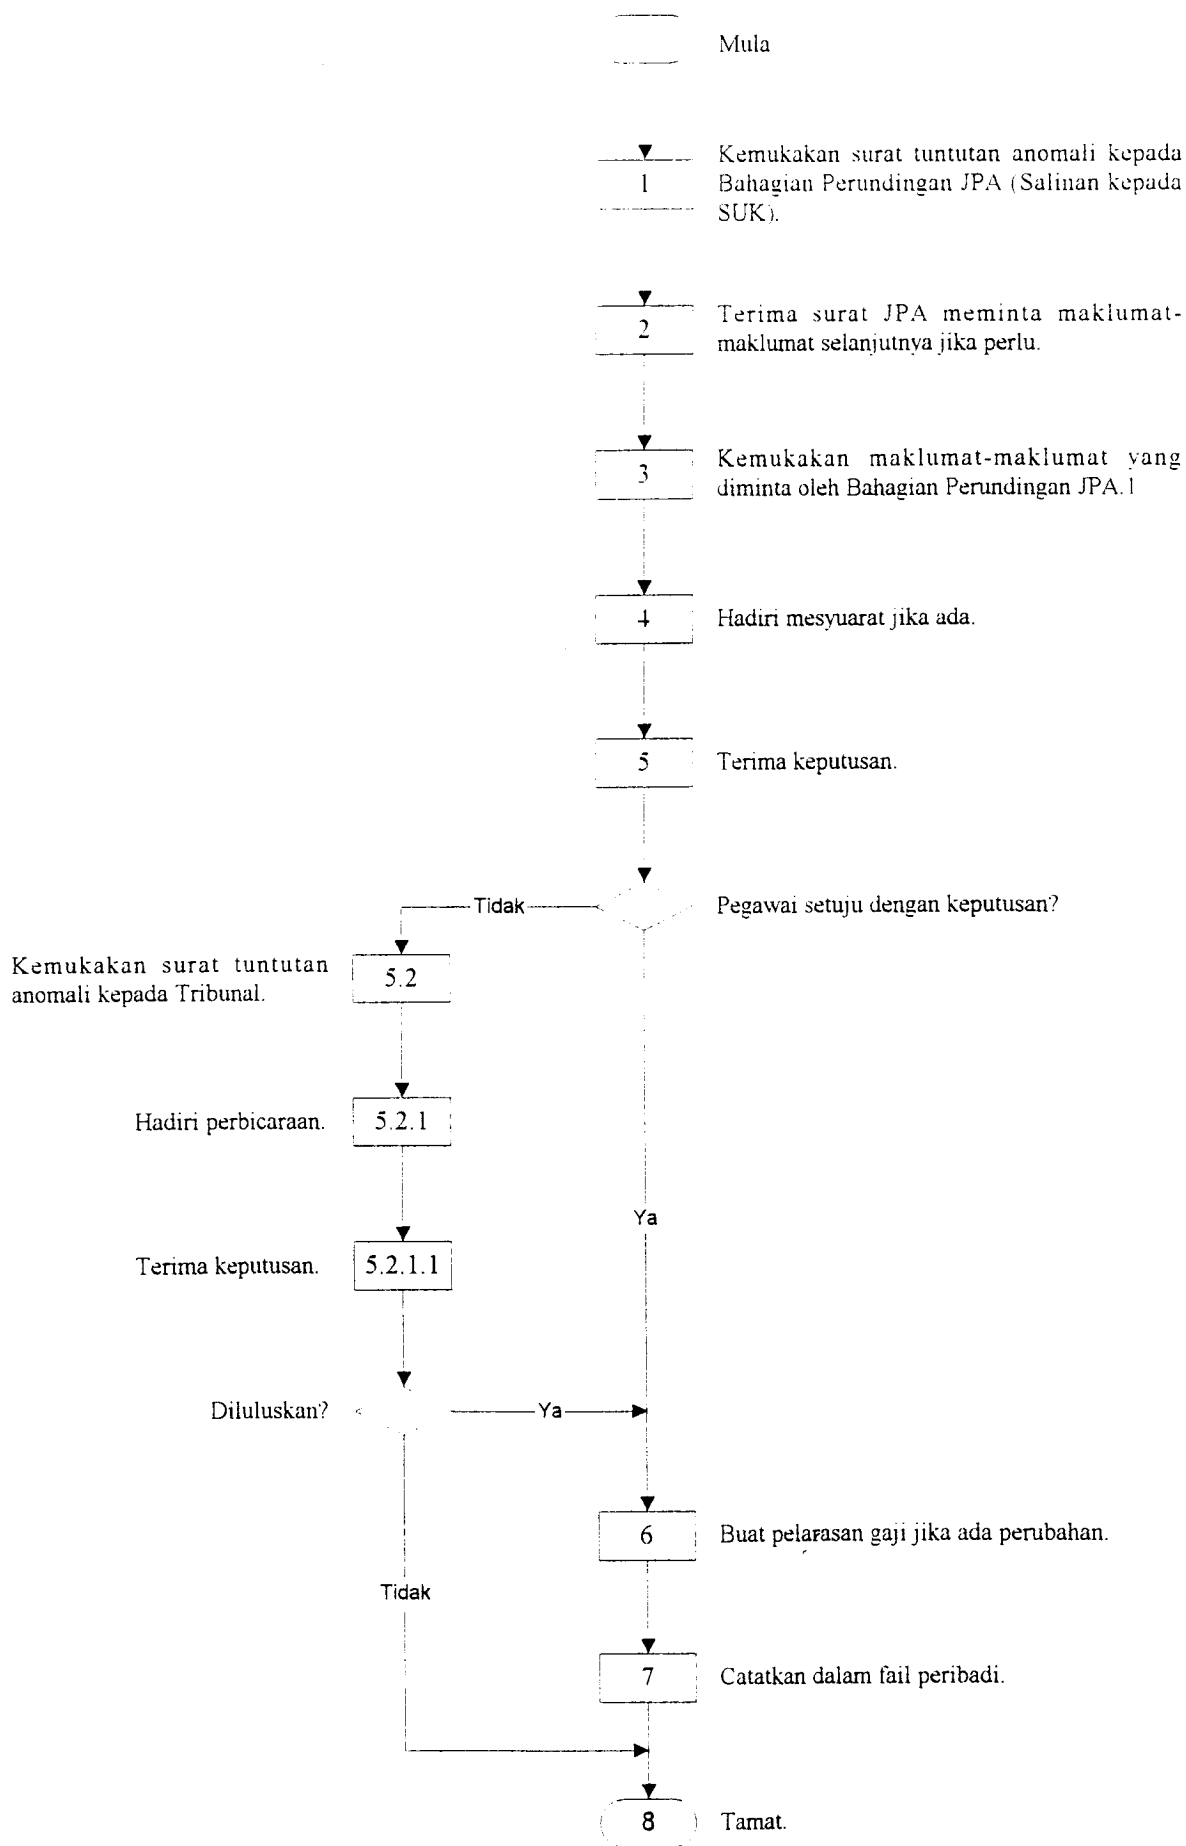 Mula
1
Kemukakan surat tuntutan anomali kepada
Bahagian Perundingan JPA (Salinan kepada
SUK).
2
Terima surat JPA meminta maklumat-
maklumat selanjutnya jika perlu.
3
Kemukakan maklumat-maklumat yang
diminta oleh Bahagian Perundingan JPA.1
4
Hadiri mesyuarat jika ada.
5
Terima keputusan.
Tidak
Pegawai setuju dengan keputusan?
Kemukakan surat tuntutan
anomali kepada Tribunal.
5.2
Hadiri perbicaraan.
5.2.1
Ya
Terima keputusan.
5.2.1.1
Diluluskan?
Ya
6
Buat pelarasan gaji jika ada perubahan.
Tidak
7
Catatkan dalam fail peribadi.
8
Tamat.